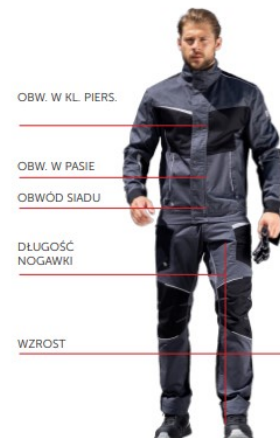 OBW. W KL. PIERS.
OBW. W PASIE
OBWÓD SIADU
DŁUGOŚĆ
NOGAWKI
WZROST